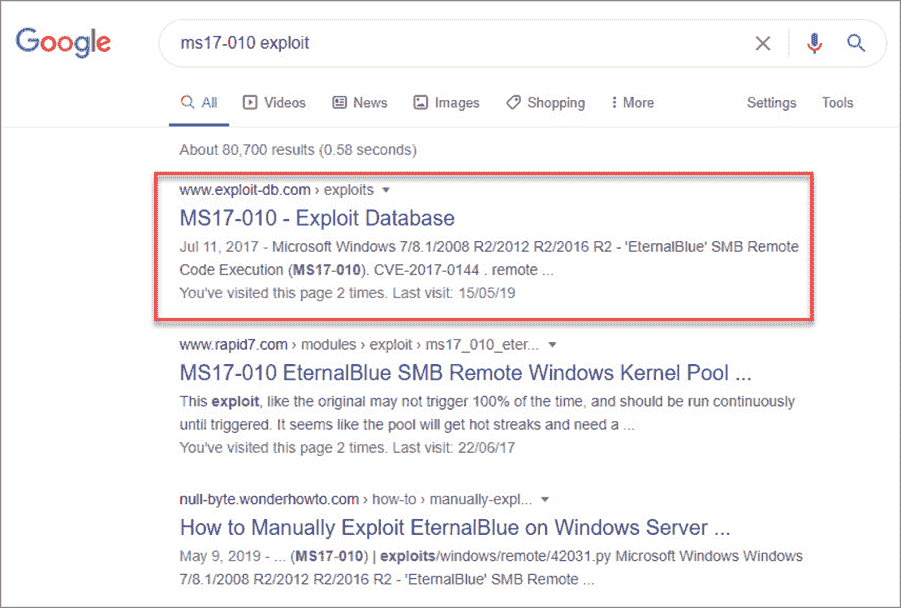 Google
ms17-010 exploit
All Videos News Images Shopping More Settings Tools
About 80,700 results (0.58 seconds)
www.exploit-db.com › exploits
MS17-010 - Exploit Database
Jul 11, 2017 - Microsoft Windows 7/8.1/2008 R2/2012 R2/2016 R2 - 'EternalBlue' SMB Remote
Code Execution (MS17-010). CVE-2017-0144 . remote ...
You've visited this page 2 times. Last visit: 15/05/19
www.rapid7.com › modules › exploit › ms17_010_eter...
MS17-010 EternalBlue SMB Remote Windows Kernel Pool ...
This exploit, like the original may not trigger 100% of the time, and should be run continuously
until triggered. It seems like the pool will get hot streaks and need a ...
You've visited this page 2 times. Last visit: 22/06/17
null-byte.wonderhowto.com › how-to › manually-expl...
How to Manually Exploit EternalBlue on Windows Server ...
May 9, 2019 - ... (MS17-010) | exploits/windows/remote/42031.py Microsoft Windows Windows
7/8.1/2008 R2/2012 R2/2016 R2 - 'EternalBlue' SMB Remote ...